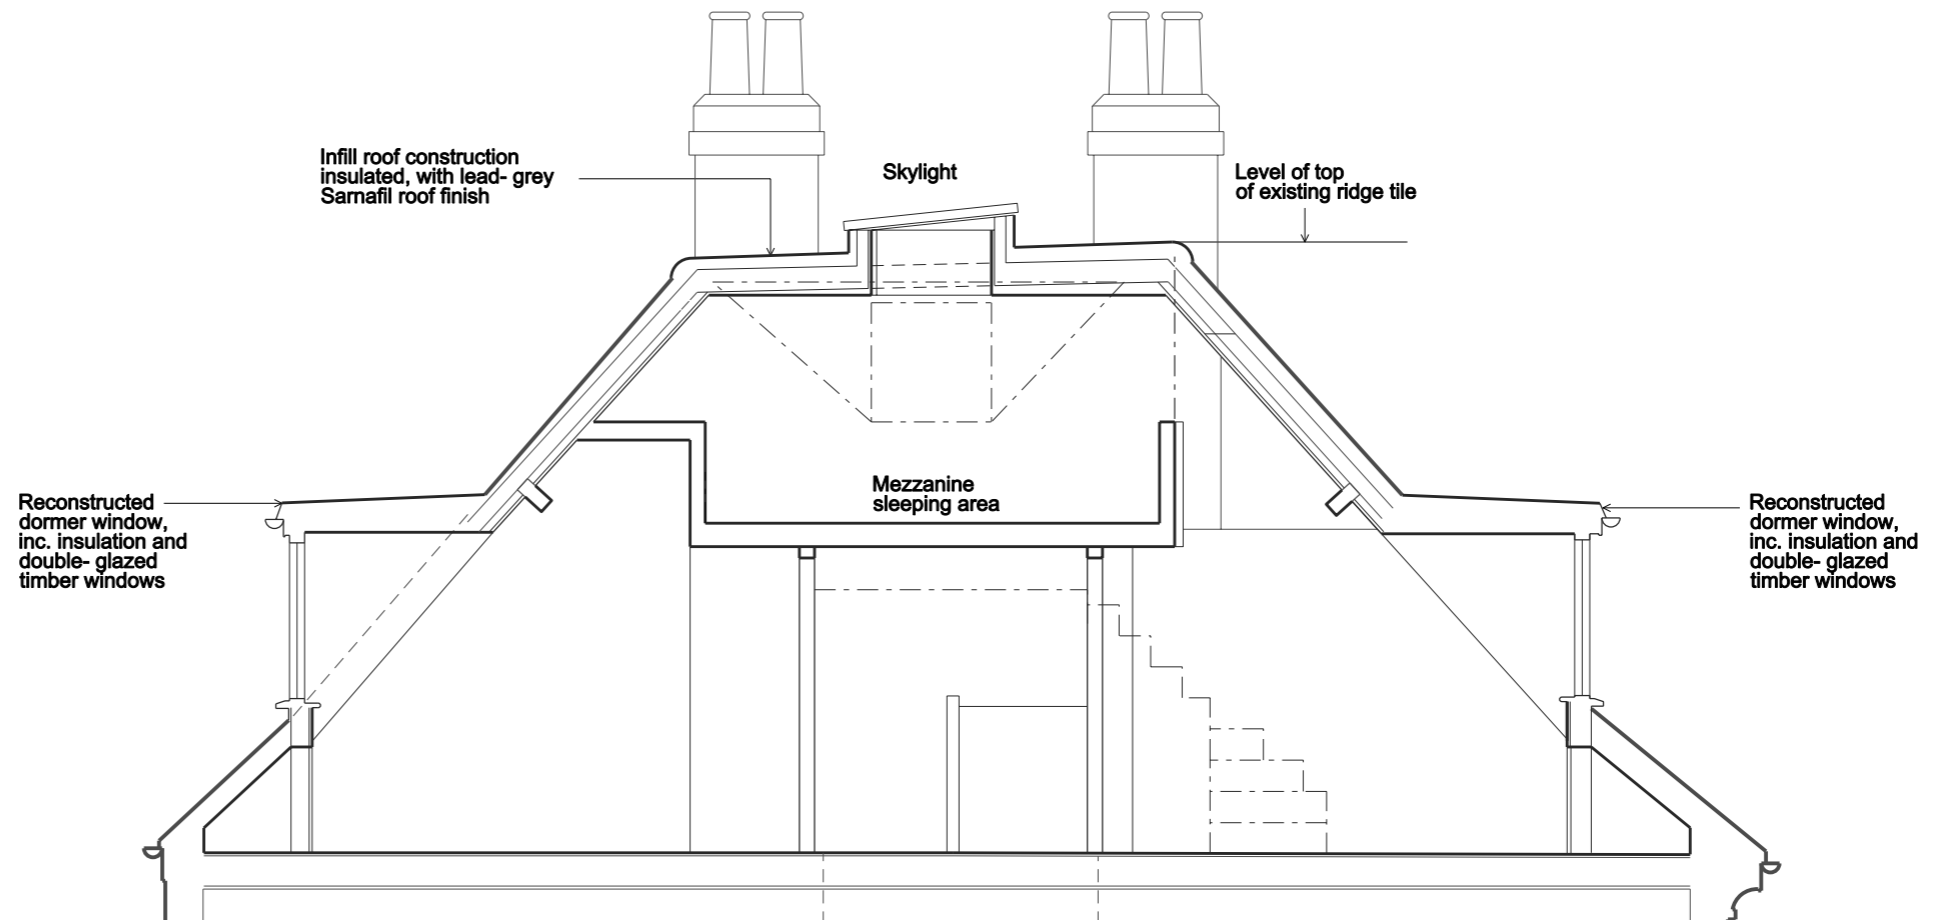 Infill roof construction
insulated, with lead- grey
Sarnafil roof finish
Skylight
Level of top
of existing ridge tile
Reconstructed
dormer window,
inc. insulation and
double- glazed
timber windows
Mezzanine
sleeping area
Reconstructed
dormer window,
inc. insulation and
double- glazed
timber windows